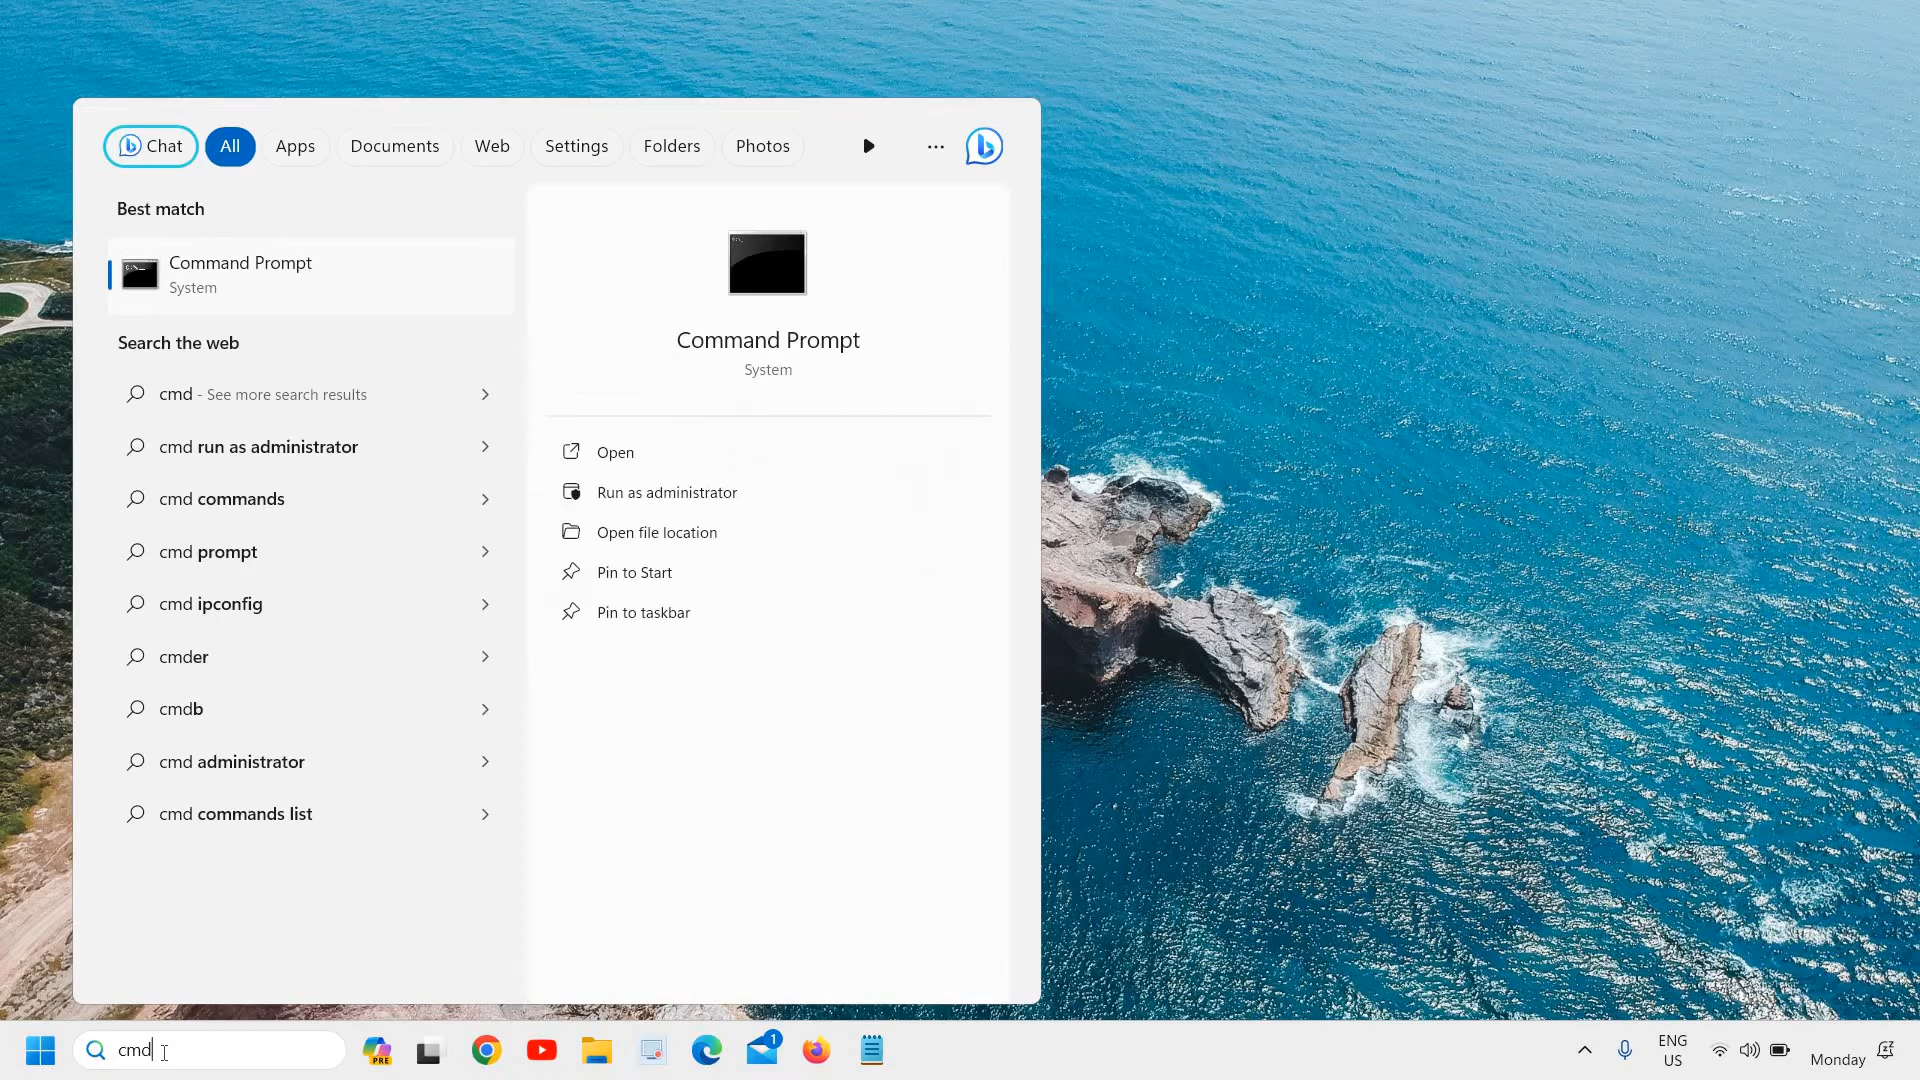 Chat
All
Apps
Documents
Web
Settings
Folders
Photos
Best match
Command Prompt
System
Search the web
cmd - See more search results
cmd run as administrator
cmd commands
cmd prompt
cmd ipconfig
cmder
cmdb
cmd administrator
cmd commands list
Command Prompt
System
Open
Run as administrator
Open file location
Pin to Start
Pin to taskbar
cmd
PRE
1
ENG
US
Monday